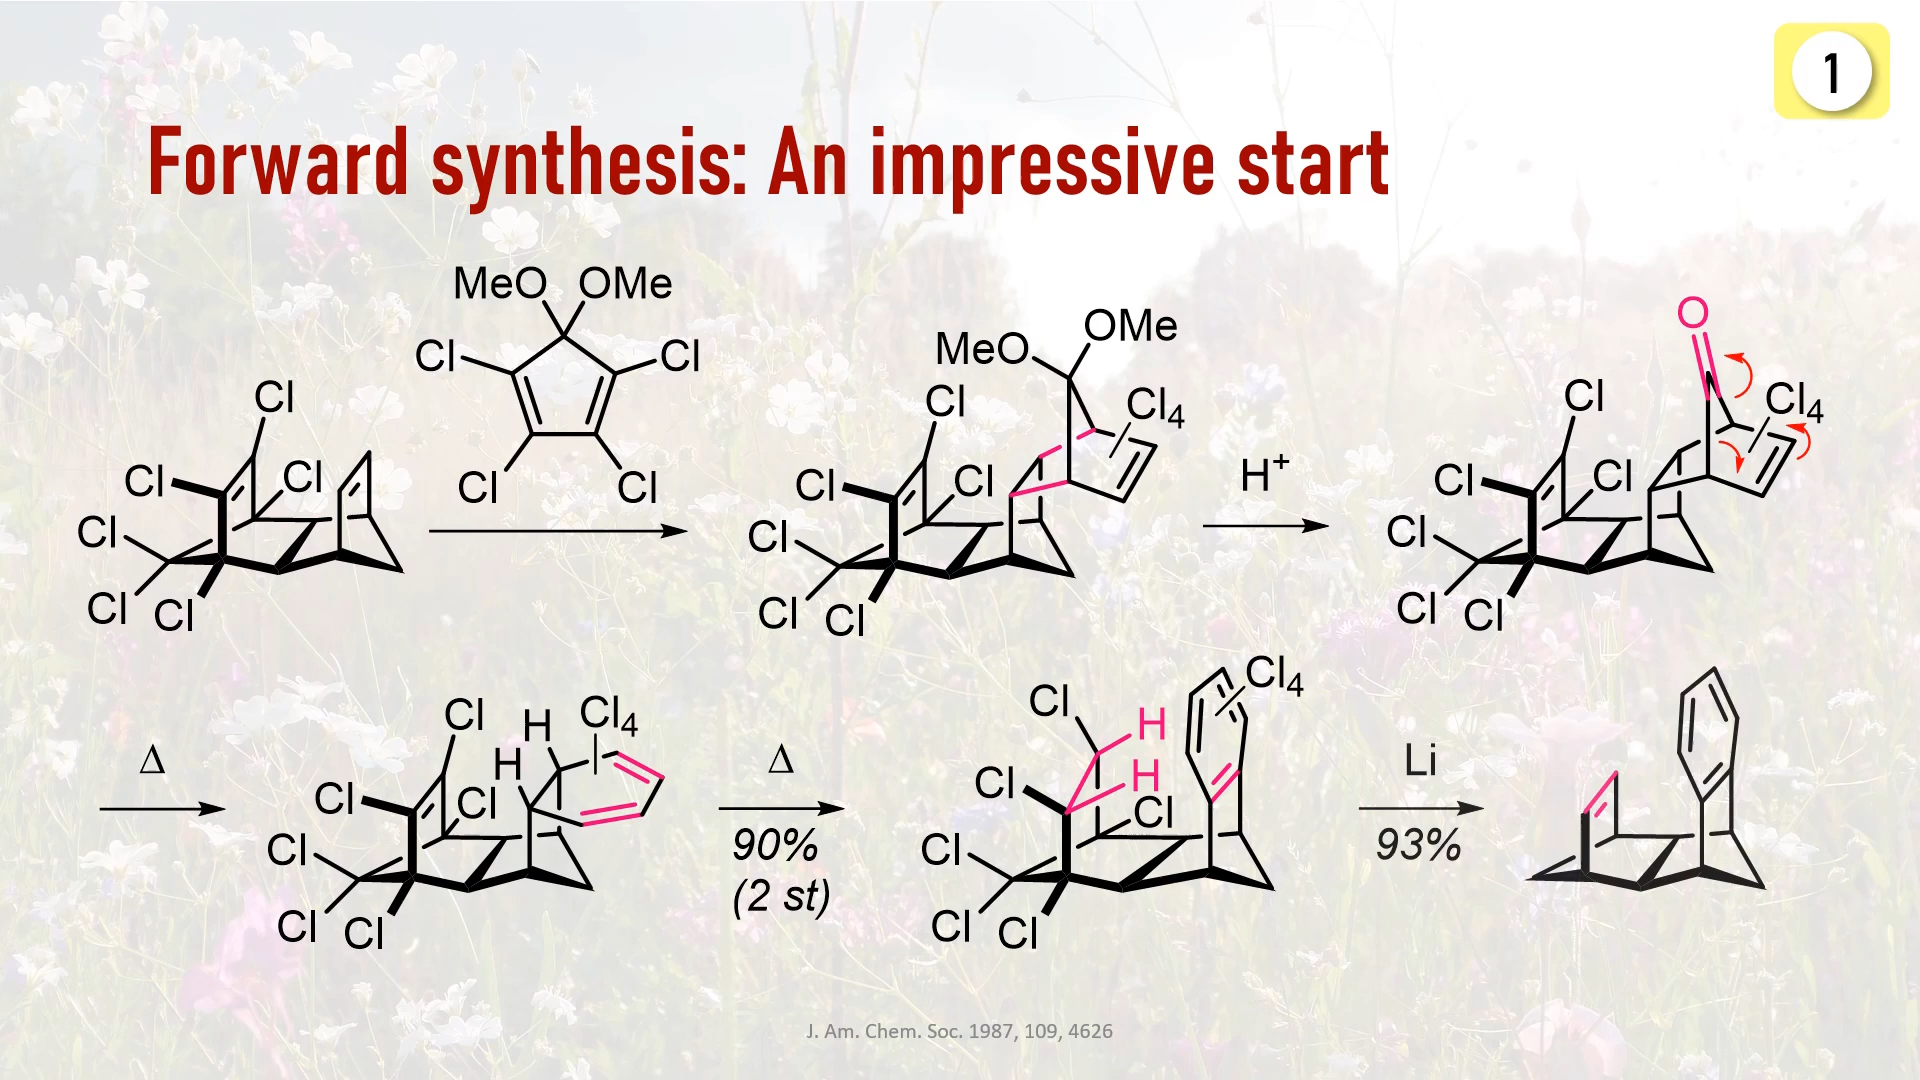 1
Forward synthesis: An impressive start
MeO OMe
Cl Cl
Cl Cl
Cl
Cl Cl
Cl
Cl Cl
MeO OMe
Cl Cl4
Cl Cl
Cl
Cl Cl
H+
O
Cl Cl4
Cl Cl
Cl
Cl Cl
Δ
Cl H Cl4
H
Cl Cl
Cl
Cl Cl
Δ
90%
(2 st)
Cl H Cl4
Cl H
Cl
Cl
Cl Cl
Li
93%
J. Am. Chem. Soc. 1987, 109, 4626